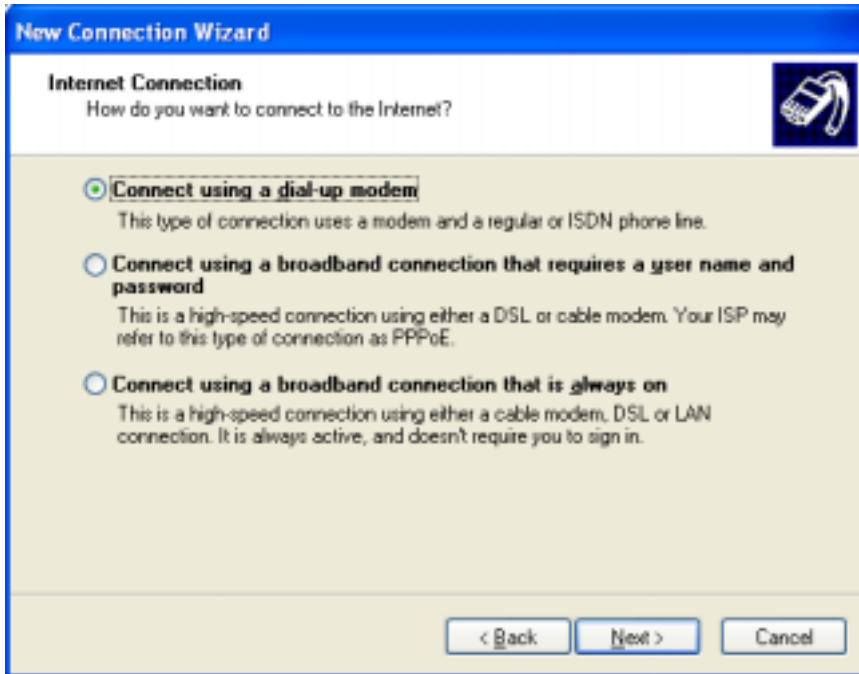 New Connection Wizard
Internet Connection
How do you want to connect to the Internet?
Connect using a dial-up modem
This type of connection uses a modem and a regular or ISDN phone line.
Connect using a broadband connection that requires a user name and
password
This is a high-speed connection using either a DSL or cable modem. Your ISP may
refer to this type of connection as PPPoE.
Connect using a broadband connection that is always on
This is a high-speed connection using either a cable modem, DSL or LAN
connection. It is always active, and doesn't require you to sign in.
< Back Next > Cancel